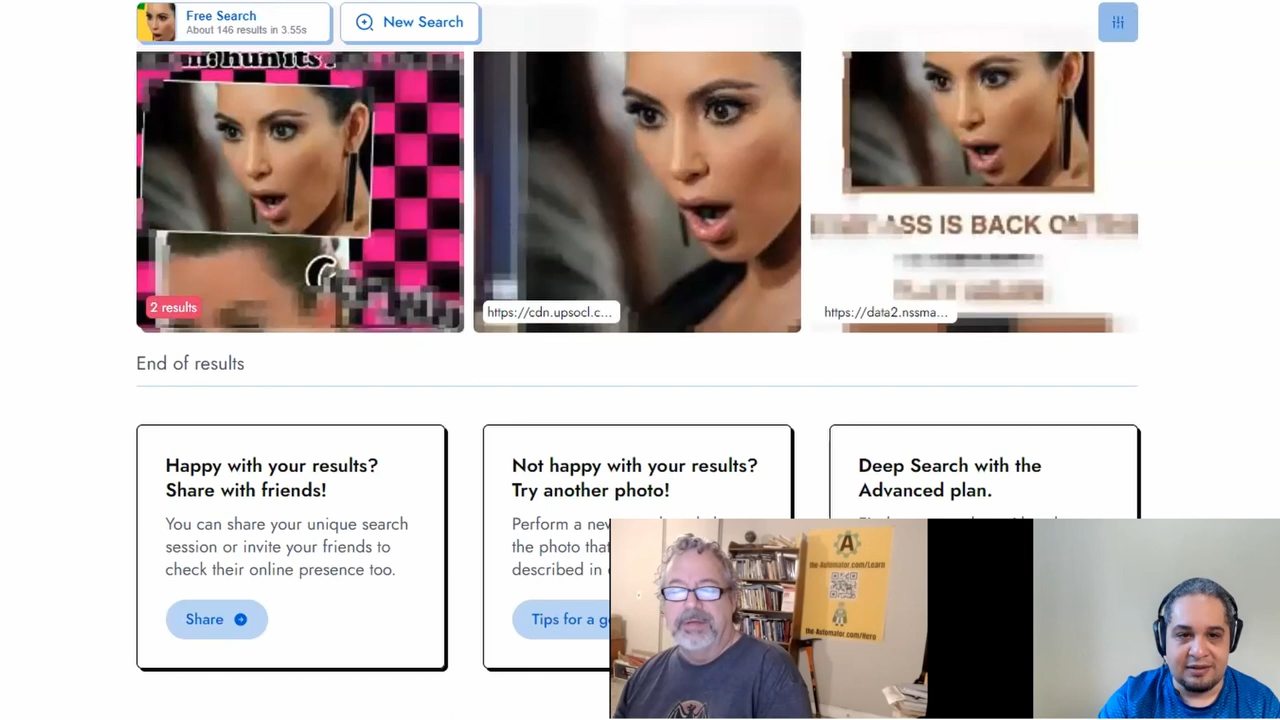 Free Search
About 146 results in 3.55s
New Search
ASS IS BACK
2 results
https://cdn.upsocl.c...
https://data2.nssma...
End of results
Happy with your results?
Share with friends!
You can share your unique search
session or invite your friends to
check their online presence too.
Share
Not happy with your results?
Try another photo!
Perform a new
the photo that
described in
Tips for a
Deep Search with the
Advanced plan.
A
the-Automator.com/Learn
the-Automator.com/Hero